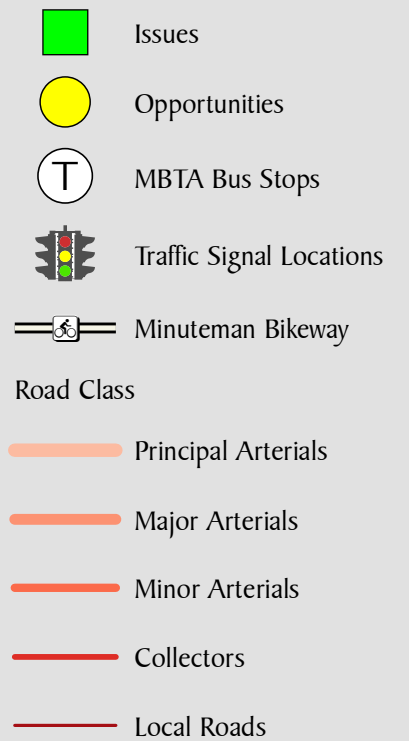 Issues
Opportunities
T
MBTA Bus Stops
Traffic Signal Locations
Minuteman Bikeway
Road Class
Principal Arterials
Major Arterials
Minor Arterials
Collectors
Local Roads